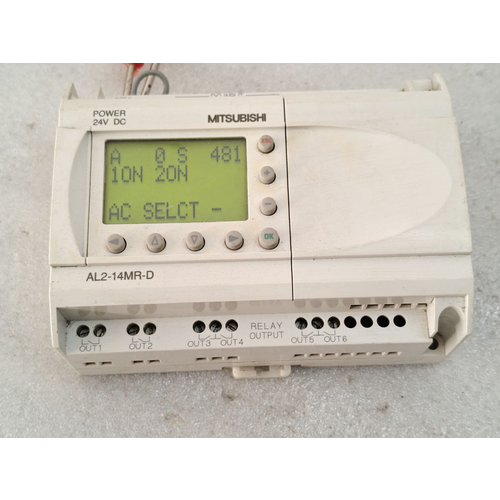 POWER
24V DC
MITSUBISHI
A 0 S 481
1ON 2ON
AC SELCT -
OK
AL2-14MR-D
RELAY
OUTPUT
OUT1 OUT2 OUT3 OUT4 OUT5 OUT6